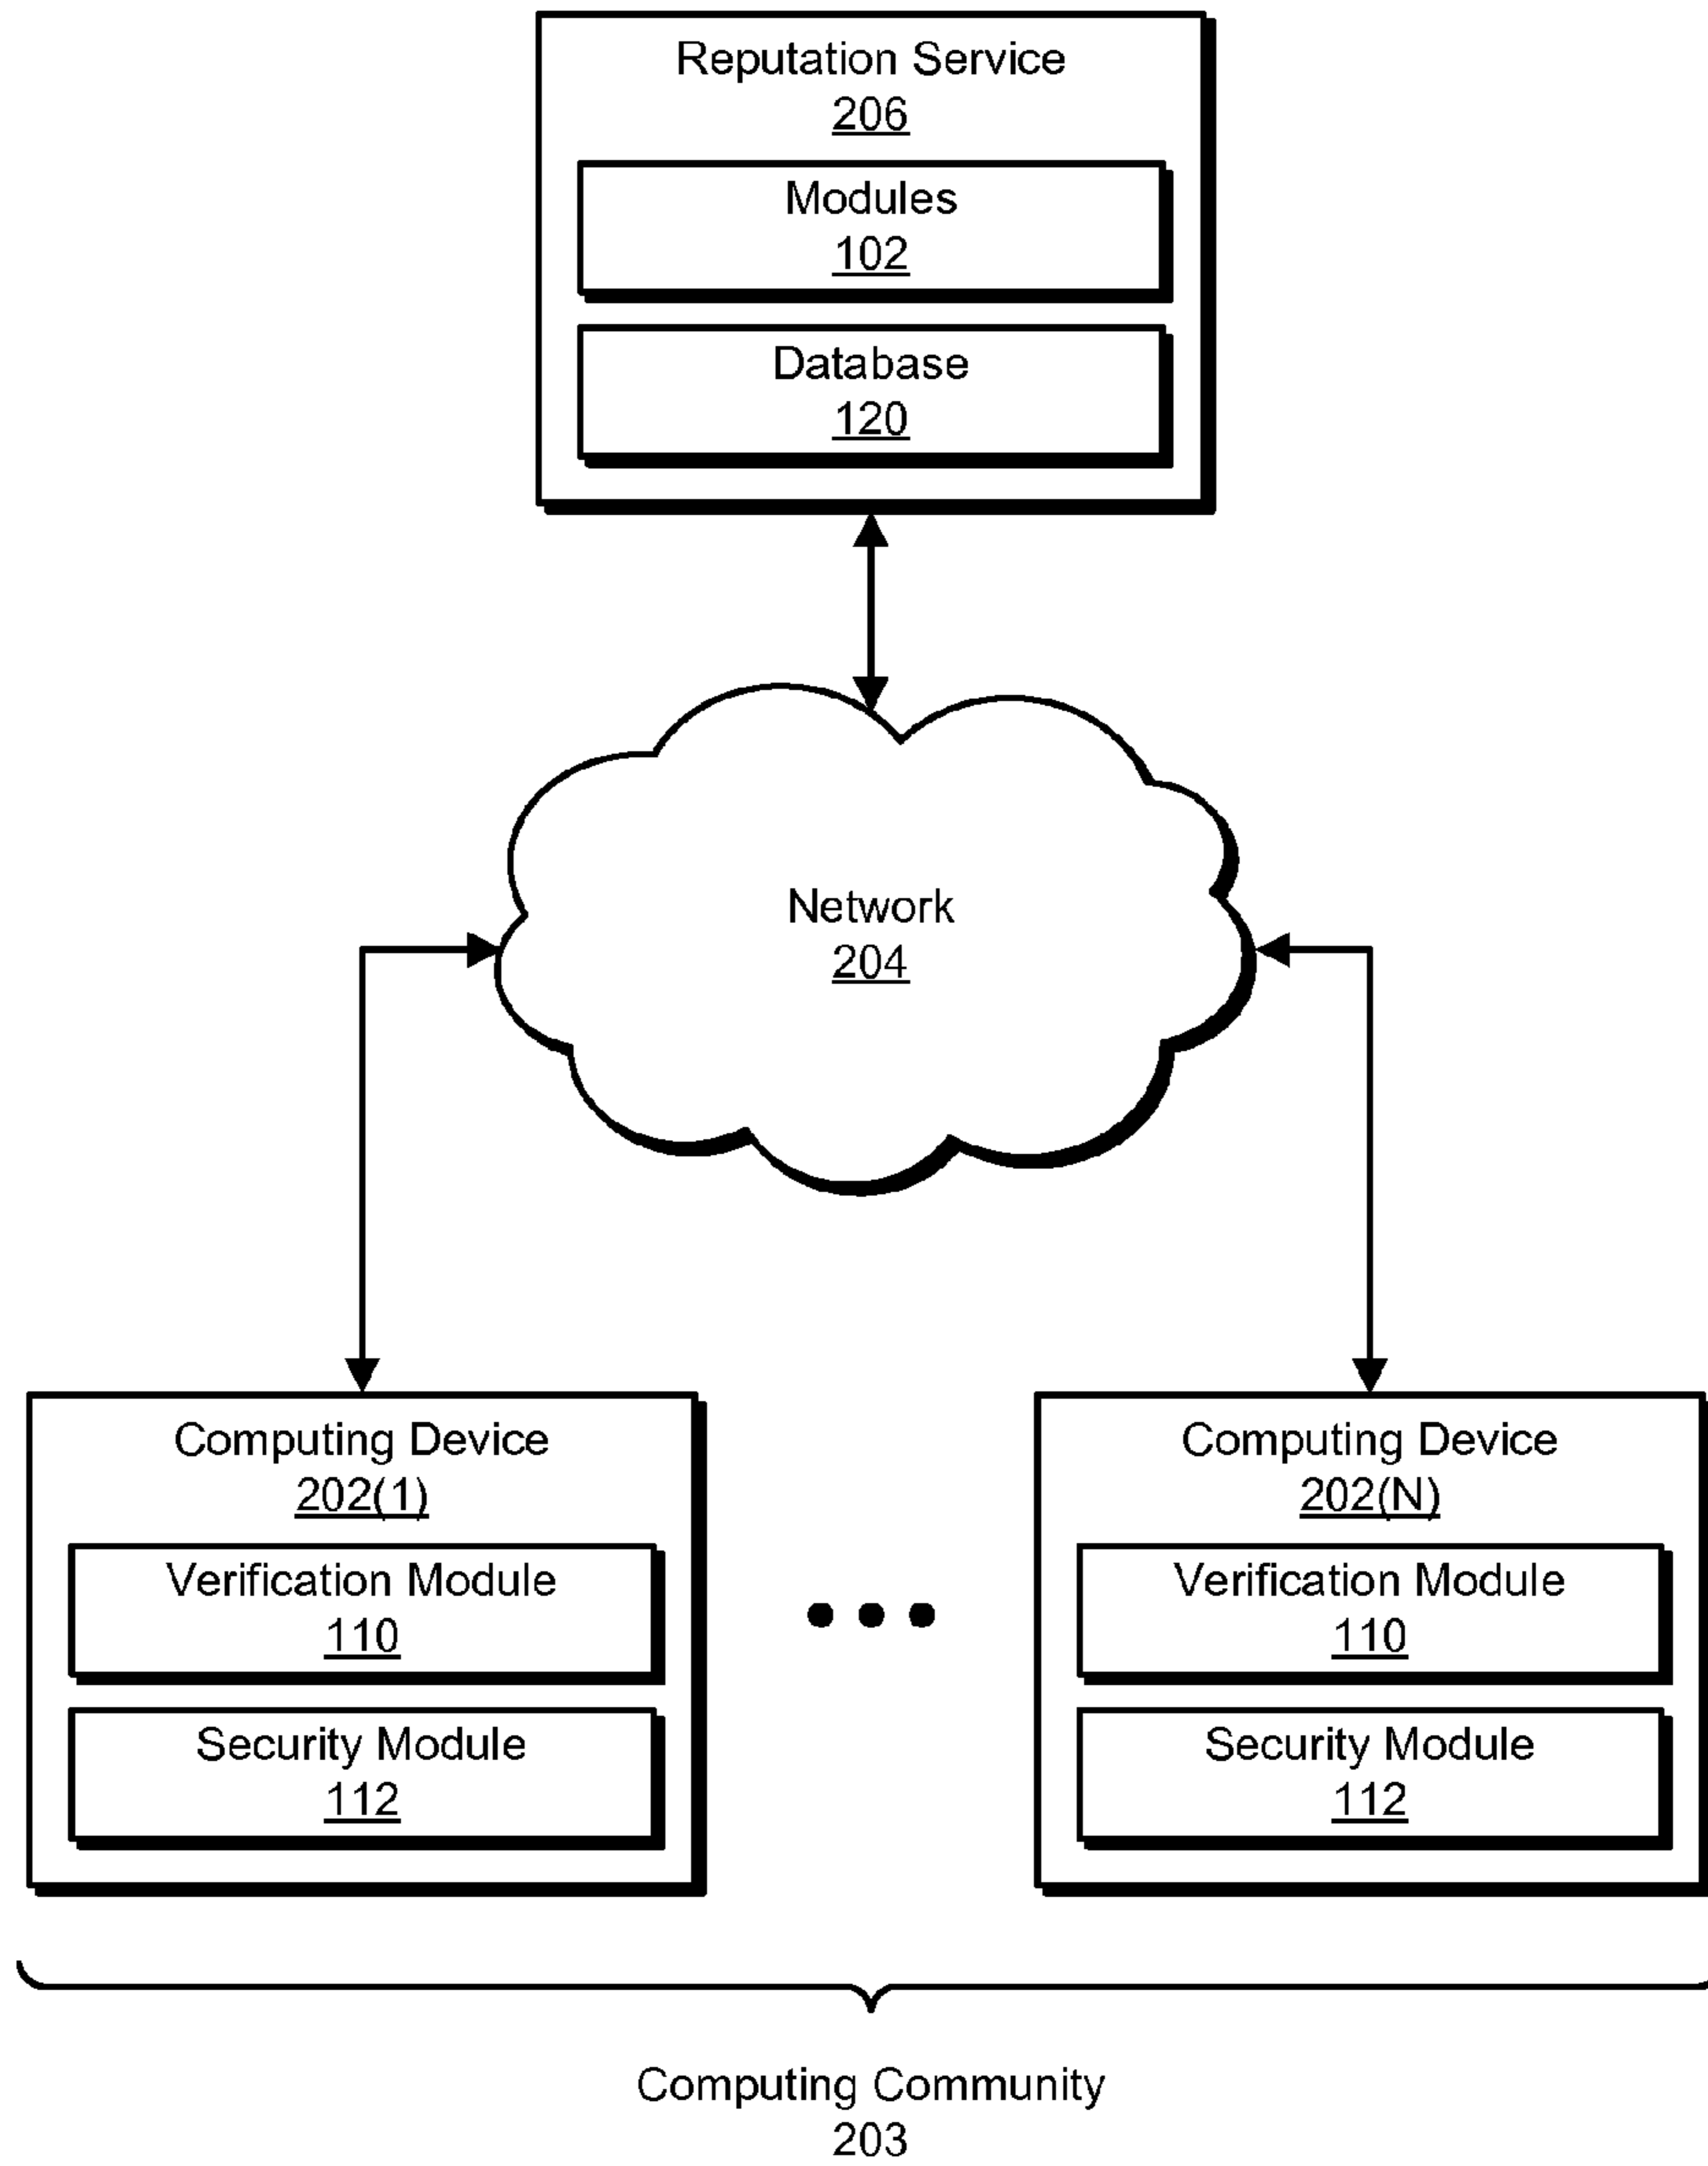 Reputation Service
206
Modules
102
Database
120
Network
204
Computing Device
202(1)
Verification Module
110
Security Module
112
Computing Device
202(N)
Verification Module
110
Security Module
112
Computing Community
203